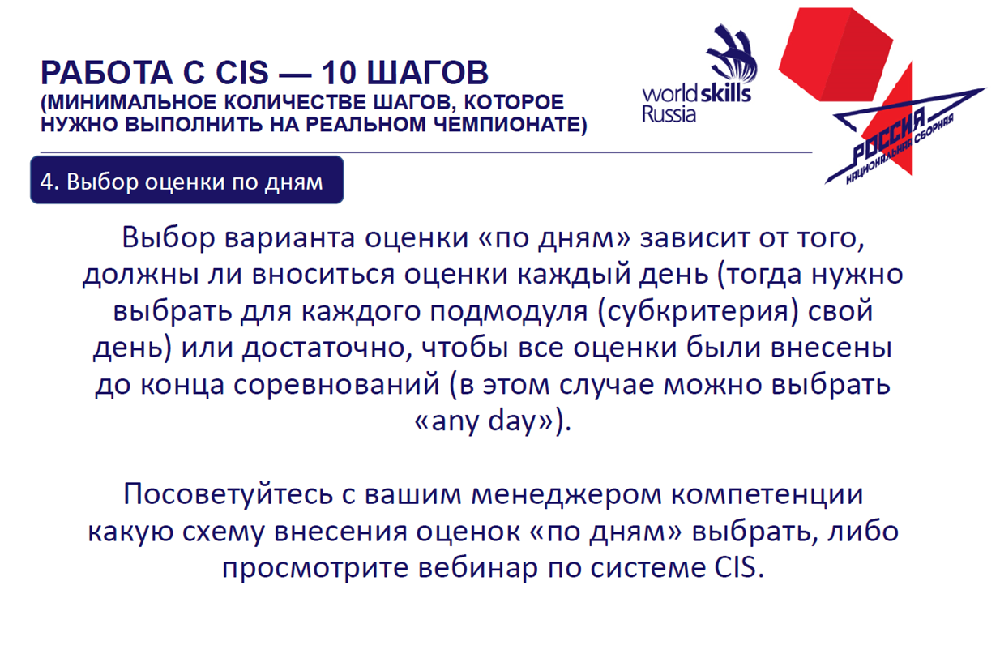 РАБОТА С CIS — 10 ШАГОВ
(МИНИМАЛЬНОЕ КОЛИЧЕСТВЕ ШАГОВ, КОТОРОЕ
НУЖНО ВЫПОЛНИТЬ НА РЕАЛЬНОМ ЧЕМПИОНАТЕ)
worldskills
Russia
РОССИЯ
НАЦИОНАЛЬНАЯ СБОРНАЯ
4. Выбор оценки по дням
Выбор варианта оценки «по дням» зависит от того,
должны ли вноситься оценки каждый день (тогда нужно
выбрать для каждого подмодуля (субкритерия) свой
день) или достаточно, чтобы все оценки были внесены
до конца соревнований (в этом случае можно выбрать
«any day»).
Посоветуйтесь с вашим менеджером компетенции
какую схему внесения оценок «по дням» выбрать, либо
просмотрите вебинар по системе CIS.